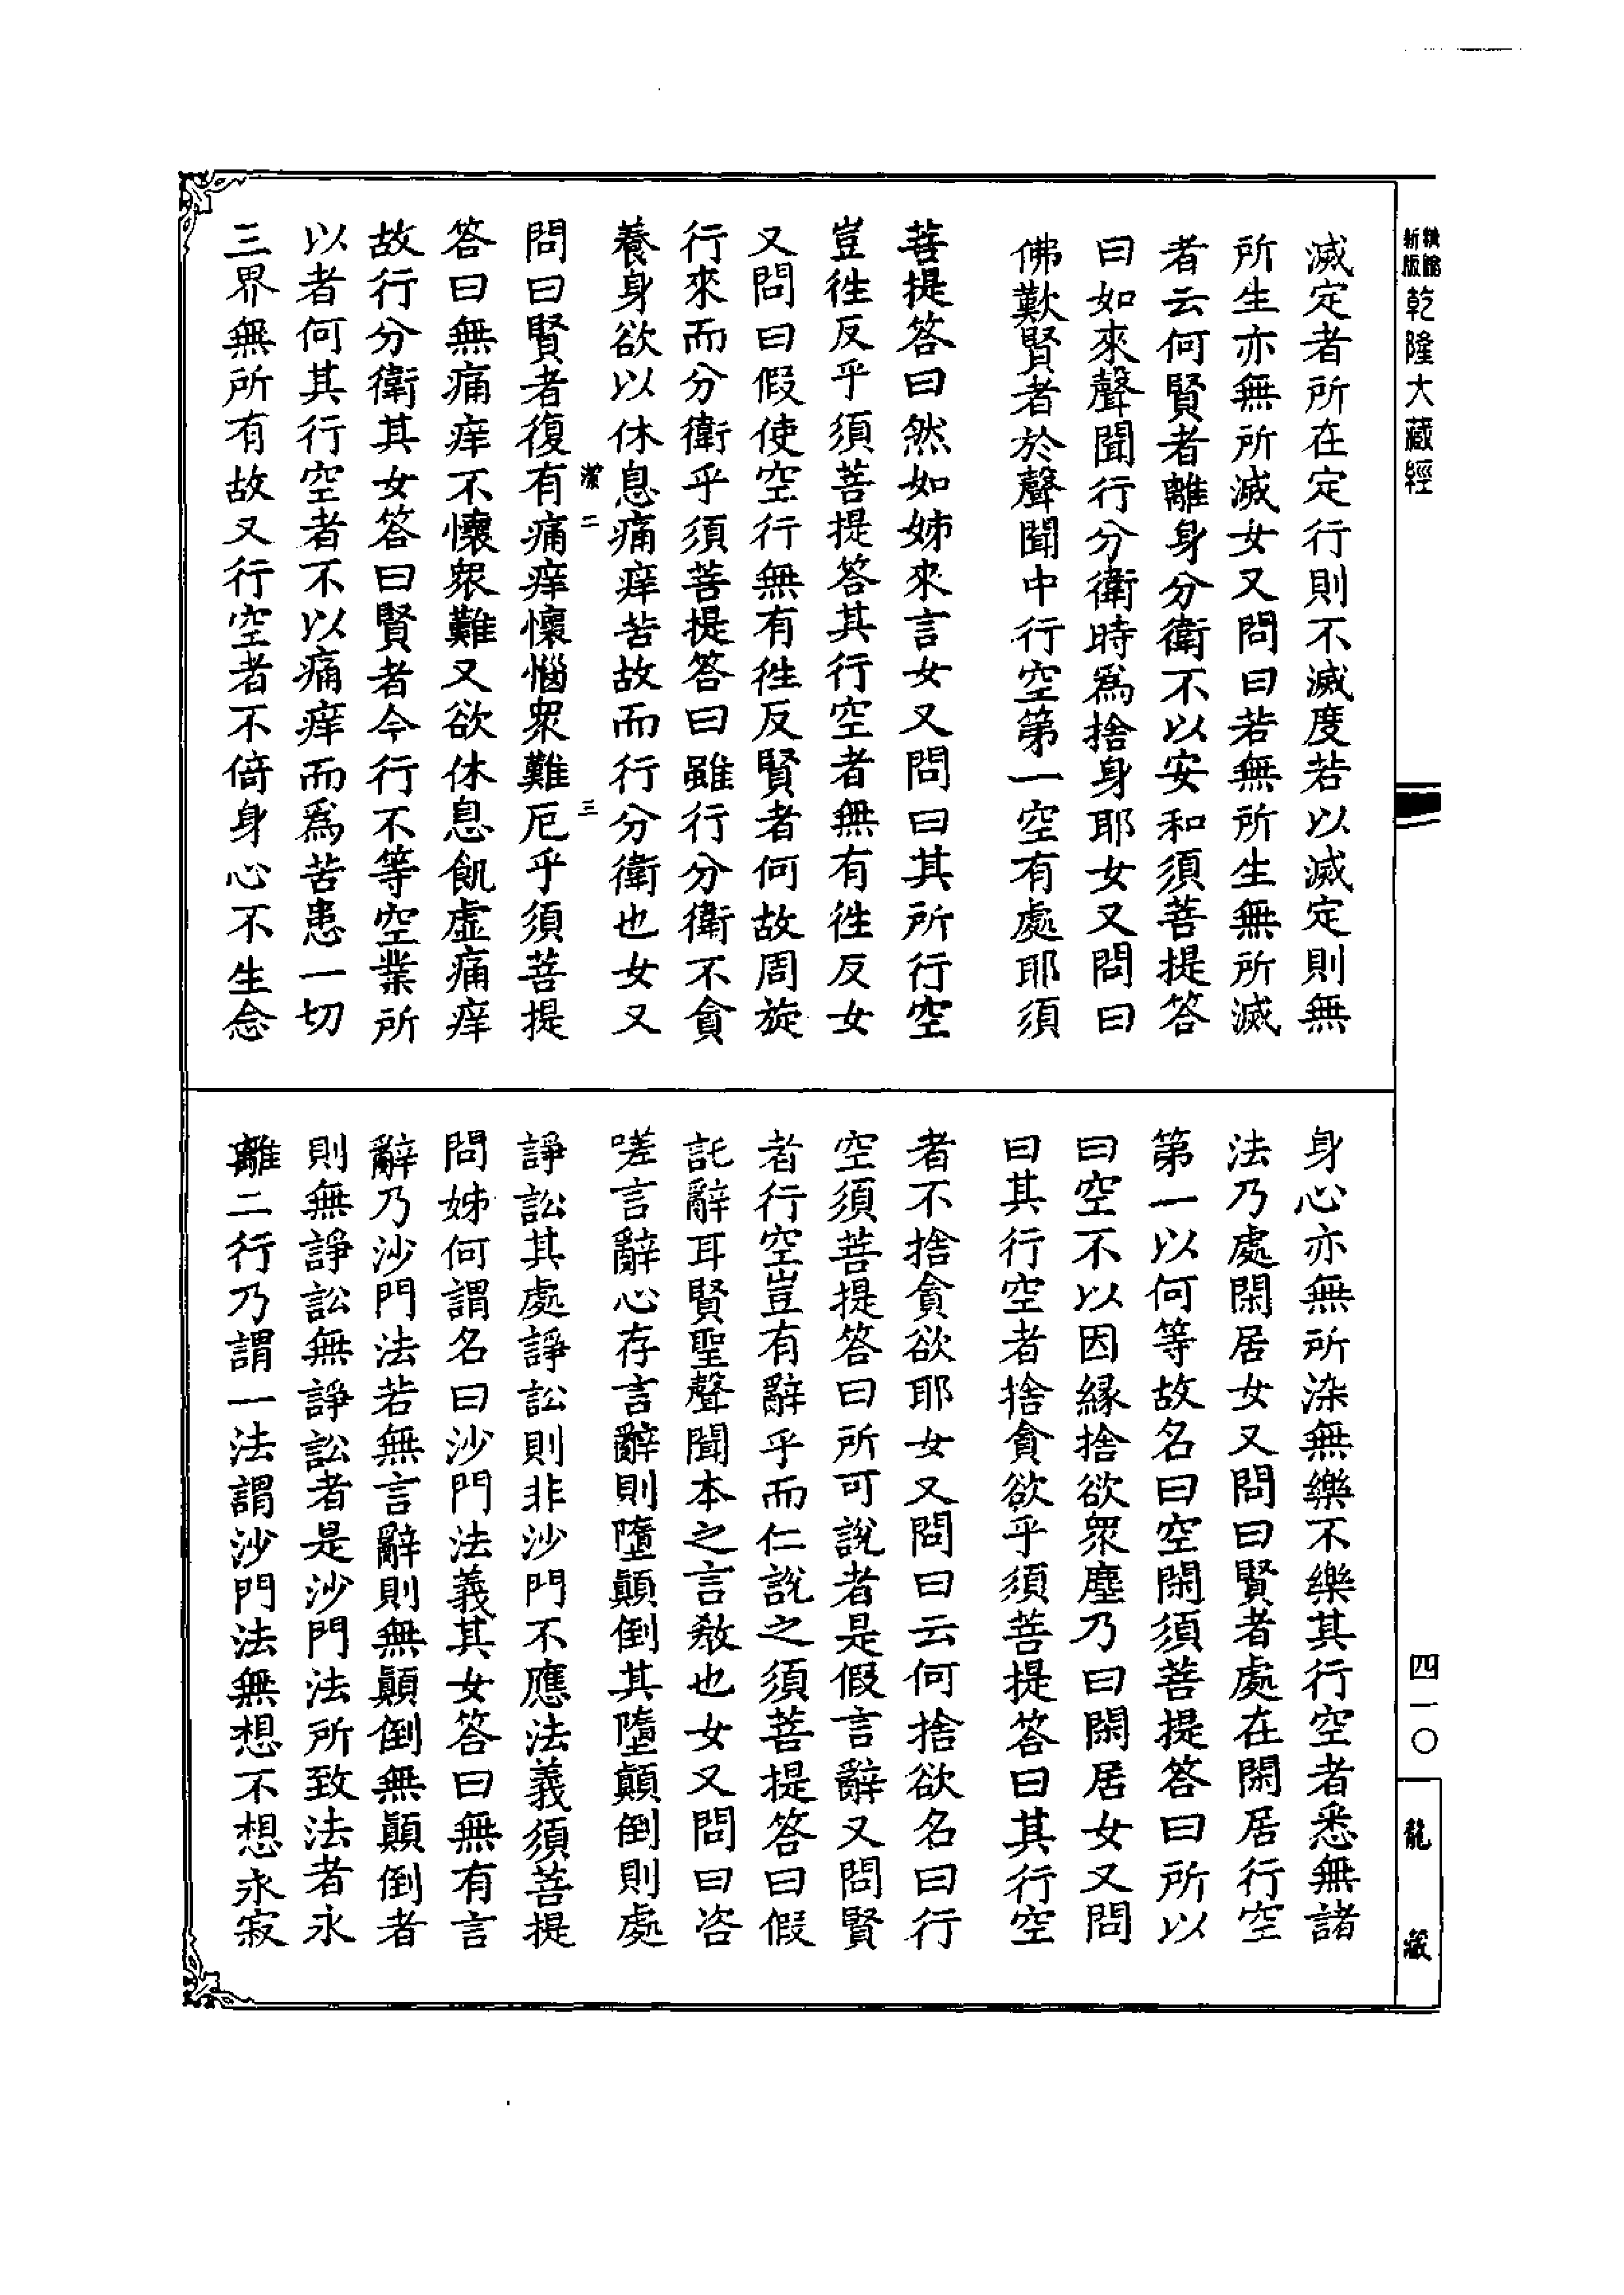 新版
精編
乾隆大藏經
滅定者所在定行則不滅度若以滅定則無
所生亦無所滅女又問曰若無所生無所滅
者云何賢者離身分衛不以安和須菩提答
曰如來聲聞行分衛時爲捨身耶女又問曰
佛歎賢者於聲聞中行空第一空有處耶須
菩提答曰然如姊來言女又問曰其所行空
豈徃反乎須菩提答其行空者無有徃反女
又問曰假使空行無有徃反賢者何故周旋
行來而分衛乎須菩提答曰雖行分衛不貪
養身欲以休息痛痒苦故而行分衛也女又
潔二 三
問曰賢者復有痛痒懷惱衆難厄乎須菩提
答曰無痛痒不懷衆難又欲休息飢虛痛痒
故行分衛其女答曰賢者今行不等空業所
以者何其行空者不以痛痒而爲苦患一切
三界無所有故又行空者不倚身心不生念
四一〇
龍藏
身心亦無所染無樂不樂其行空者悉無諸
法乃處閑居女又問曰賢者處在閑居行空
第一以何等故名曰空閑須菩提答曰所以
曰空不以因緣捨欲衆塵乃曰閑居女又問
曰其行空者捨貪欲乎須菩提答曰其行空
者不捨貪欲耶女又問曰云何捨欲名曰行
空須菩提答曰所可說者是假言辭又問賢
者行空豈有辭乎而仁說之須菩提答曰假
託辭耳賢聖聲聞本之言教也女又問曰咨
嗟言辭心存言辭則墮顛倒其墮顛倒則處
諍訟其處諍訟則非沙門不應法義須菩提
問姊何謂名曰沙門法義其女答曰無有言
辭乃沙門法若無言辭則無顛倒無顛倒者
則無諍訟無諍訟者是沙門法所致法者永
離二行乃謂一法謂沙門法無想不想永寂